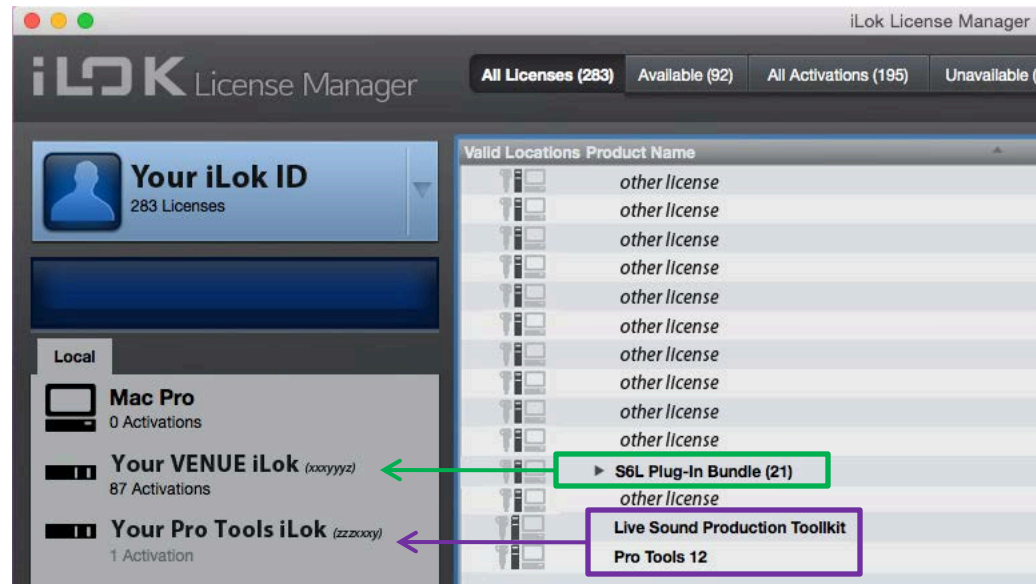 iLok License Manager
iLOK License Manager
All Licenses (283) Available (92) All Activations (195) Unavailable (
Your iLok ID
283 Licenses
Local
Mac Pro
0 Activations
Your VENUE iLok (xxxyyyz)
87 Activations
Your Pro Tools iLok (zzzxxxy)
1 Activation
Valid Locations Product Name
other license
other license
other license
other license
other license
other license
other license
other license
other license
other license
S6L Plug-In Bundle (21)
other license
Live Sound Production Toollkit
Pro Tools 12